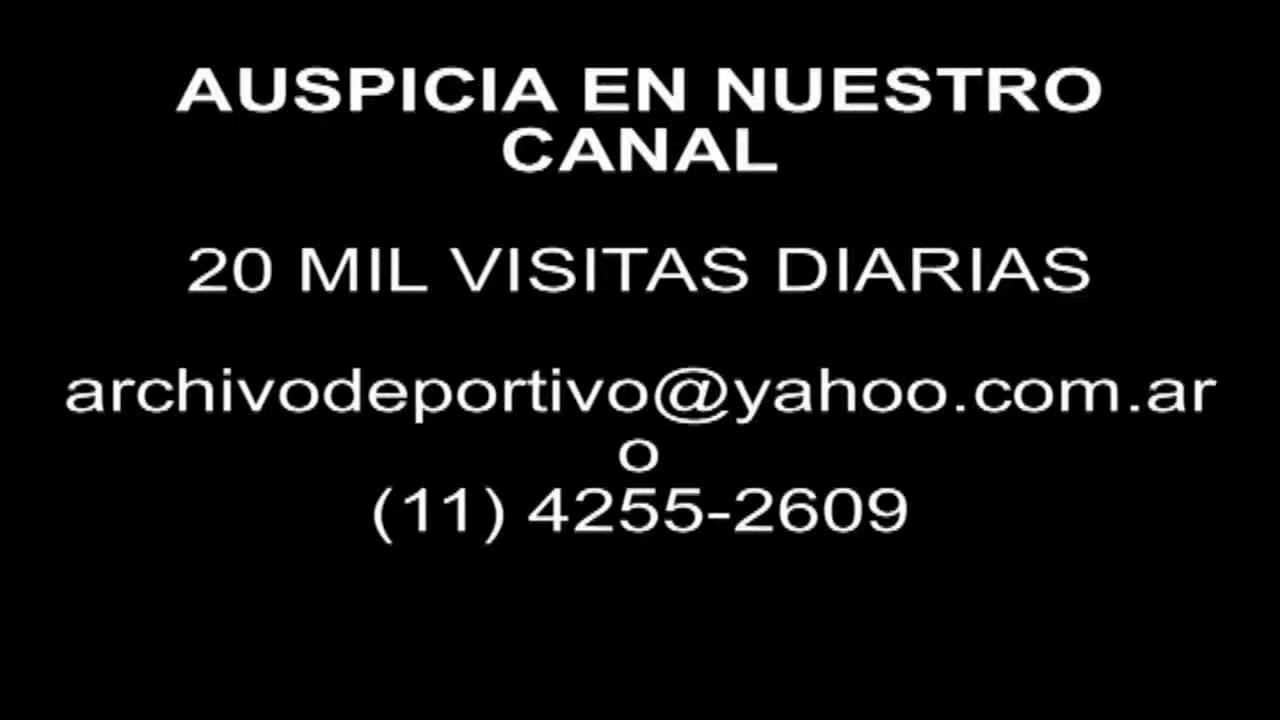 AUSPICIA EN NUESTRO
CANAL
20 MIL VISITAS DIARIAS
archivodeportivo@yahoo.com.ar
o
(11) 4255-2609